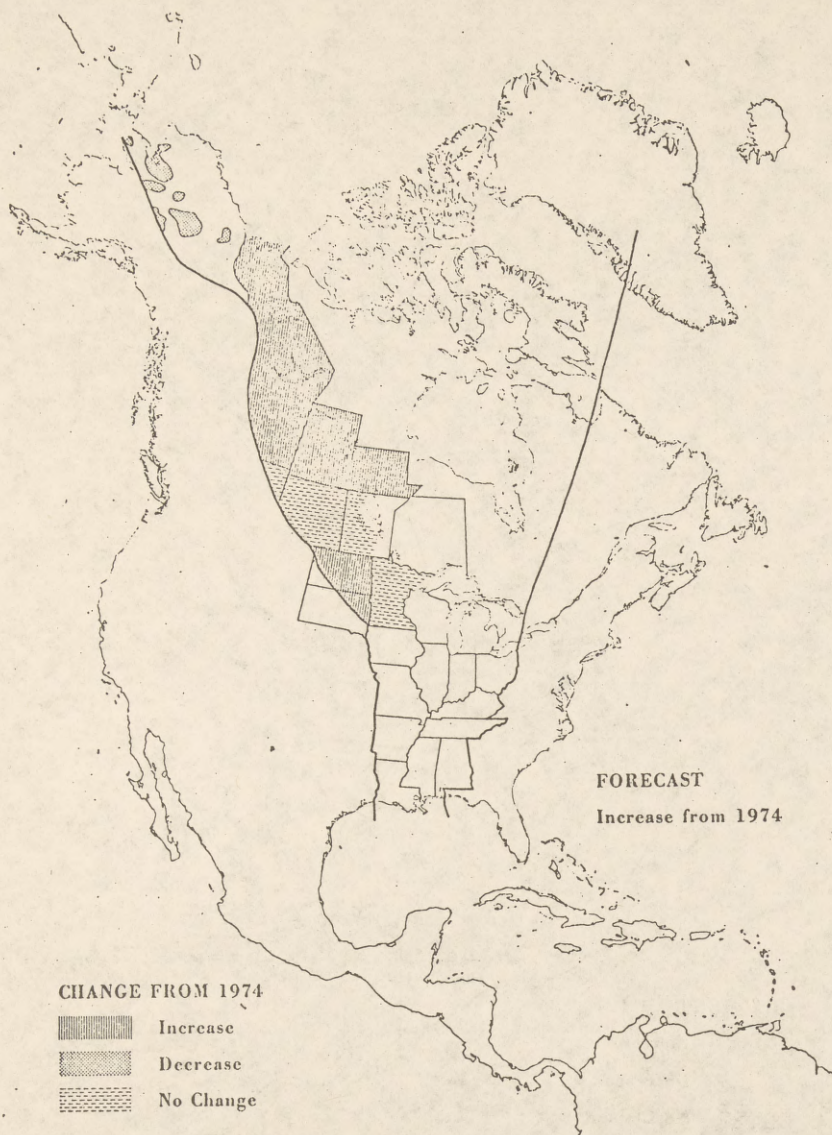 FORECAST
Increase from 1974
CHANGE FROM 1974
Increase
Decrease
No Change